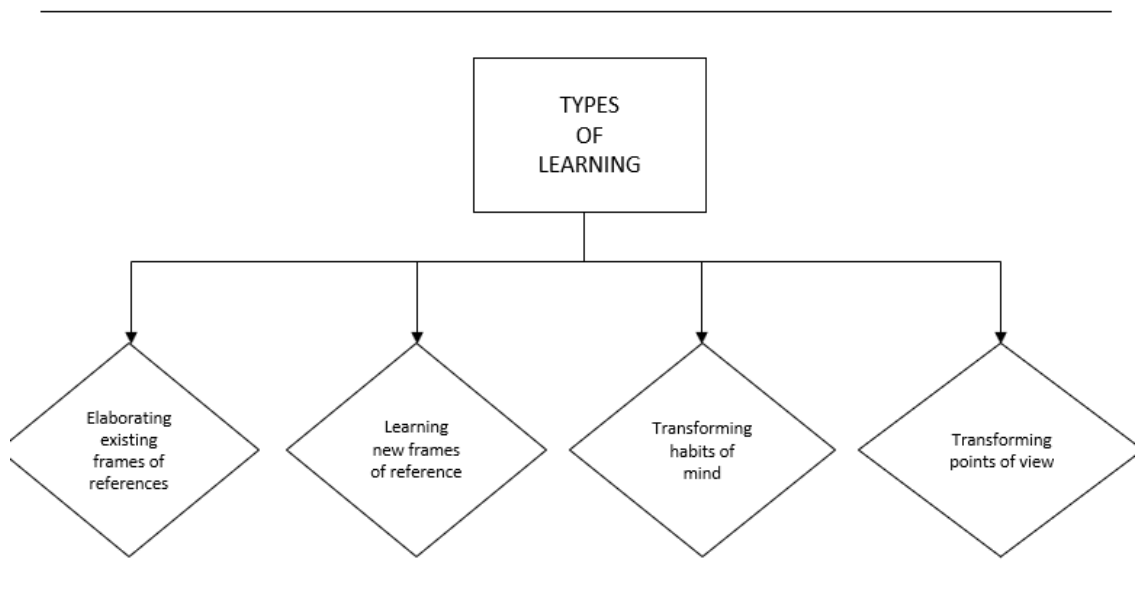 TYPES
OF
LEARNING
Elaborating
existing
frames of
references
Learning
new frames
of reference
Transforming
habits of
mind
Transforming
points of view